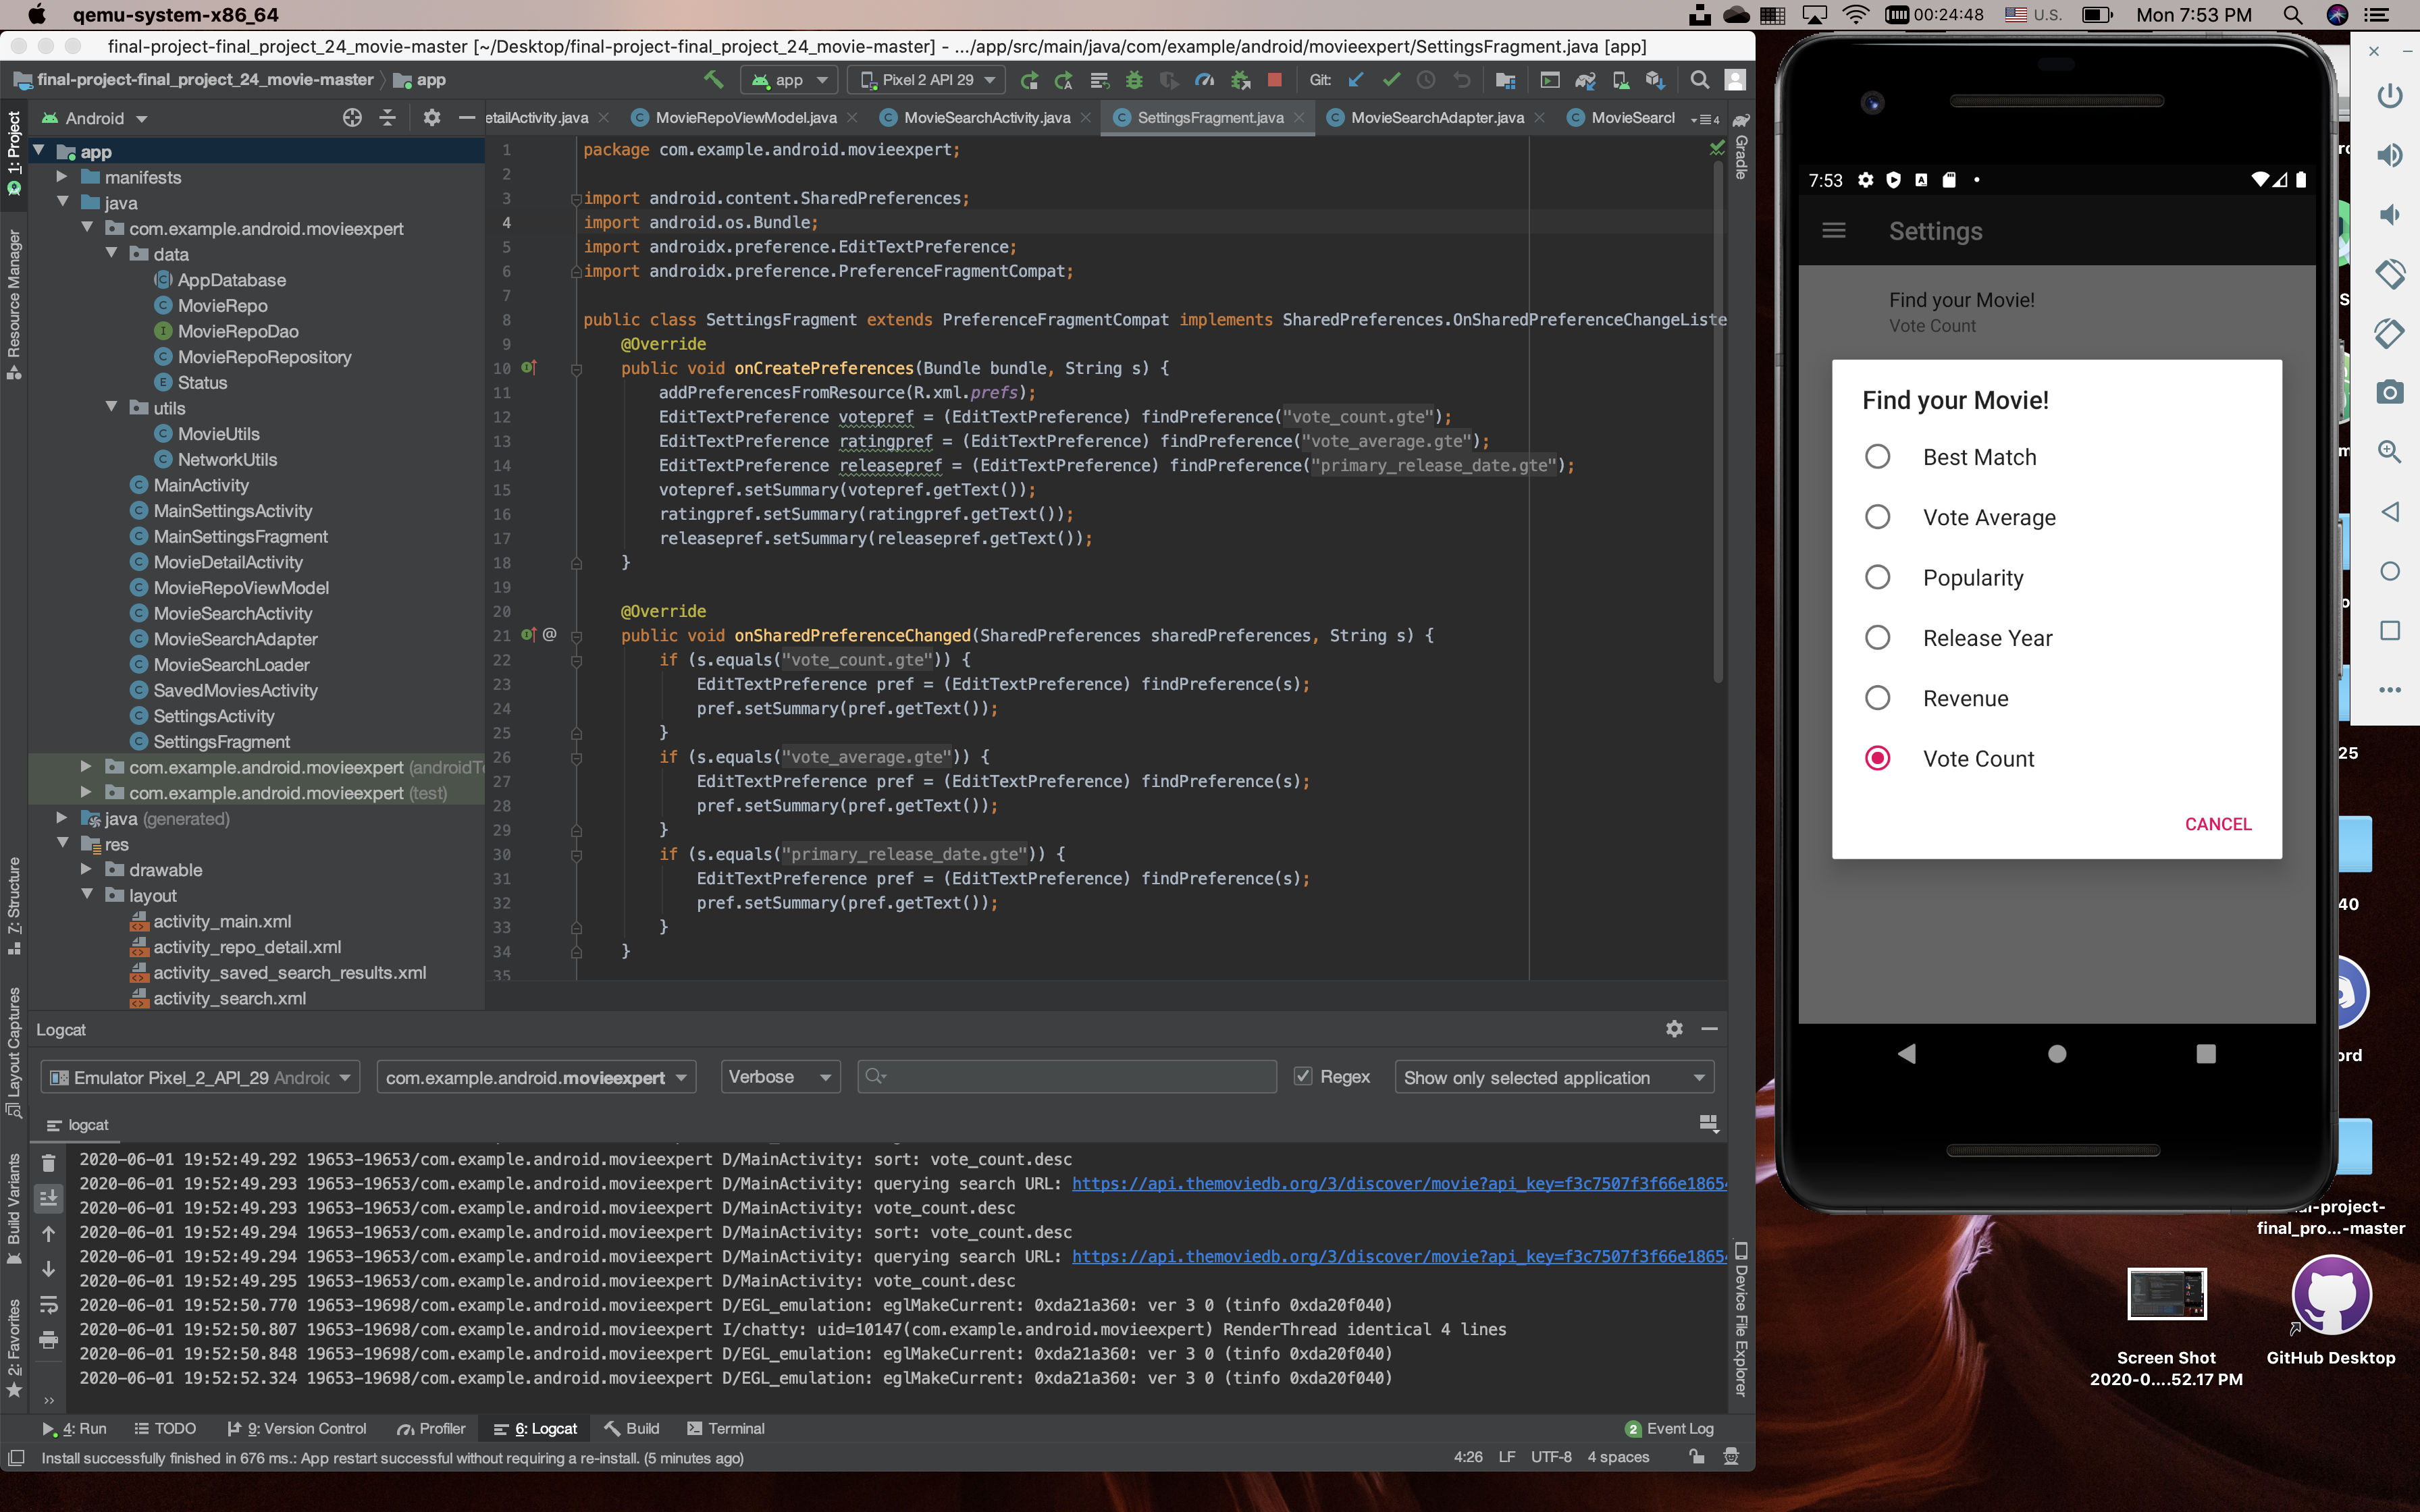 qemu-system-x86_64
00:24:48
U.S.
Mon 7:53 PM
final-project-final_project_24_movie-master [~/Desktop/final-project-final_project_24_movie-master] - .../app/src/main/java/com/example/android/movieexpert/SettingsFragment.java [app]
final-project-final_project_24_movie-master
app
app
Pixel 2 API 29
Git:
Android
etailActivity.java
MovieRepoViewModel.java
MovieSearchActivity.java
SettingsFragment.java
MovieSearchAdapter.java
MovieSearcl
4
1: Project
Resource Manager
7: Structure
Layout Captures
Build Variants
2: Favorites
app
manifests
java
com.example.android.movieexpert
data
AppDatabase
MovieRepo
MovieRepoDao
MovieRepoRepository
Status
utils
MovieUtils
NetworkUtils
MainActivity
MainSettingsActivity
MainSettingsFragment
MovieDetailActivity
MovieRepoViewModel
MovieSearchActivity
MovieSearchAdapter
MovieSearchLoader
SavedMoviesActivity
SettingsActivity
SettingsFragment
com.example.android.movieexpert (androidTe
com.example.android.movieexpert (test)
java (generated)
res
drawable
layout
activity_main.xml
activity_repo_detail.xml
activity_saved_search_results.xml
activity_search.xml
1 package com.example.android.movieexpert;
2
3 import android.content.SharedPreferences;
4 import android.os.Bundle;
5 import androidx.preference.EditTextPreference;
6 import androidx.preference.PreferenceFragmentCompat;
7
8 public class SettingsFragment extends PreferenceFragmentCompat implements SharedPreferences.OnSharedPreferenceChangeListe
9 @Override
10 public void onCreatePreferences(Bundle bundle, String s) {
11 addPreferencesFromResource(R.xml.prefs);
12 EditTextPreference votepref = (EditTextPreference) findPreference("vote_count.gte");
13 EditTextPreference ratingpref = (EditTextPreference) findPreference("vote_average.gte");
14 EditTextPreference releasepref = (EditTextPreference) findPreference("primary_release_date.gte");
15 votepref.setSummary(votepref.getText());
16 ratingpref.setSummary(ratingpref.getText());
17 releasepref.setSummary(releasepref.getText());
18 }
19
20 @Override
21 public void onSharedPreferenceChanged(SharedPreferences sharedPreferences, String s) {
22 if (s.equals("vote_count.gte")) {
23 EditTextPreference pref = (EditTextPreference) findPreference(s);
24 pref.setSummary(pref.getText());
25 }
26 if (s.equals("vote_average.gte")) {
27 EditTextPreference pref = (EditTextPreference) findPreference(s);
28 pref.setSummary(pref.getText());
29 }
30 if (s.equals("primary_release_date.gte")) {
31 EditTextPreference pref = (EditTextPreference) findPreference(s);
32 pref.setSummary(pref.getText());
33 }
34 }
35
Gradle
Device File Explorer
Logcat
Emulator Pixel_2_API_29 Android
com.example.android.movieexpert
Verbose
Regex
Show only selected application
logcat
2020-06-01 19:52:49.292 19653-19653/com.example.android.movieexpert D/MainActivity: sort: vote_count.desc
2020-06-01 19:52:49.293 19653-19653/com.example.android.movieexpert D/MainActivity: querying search URL: https://api.themoviedb.org/3/discover/movie?api_key=f3c7507f3f66e18654
2020-06-01 19:52:49.293 19653-19653/com.example.android.movieexpert D/MainActivity: vote_count.desc
2020-06-01 19:52:49.294 19653-19653/com.example.android.movieexpert D/MainActivity: sort: vote_count.desc
2020-06-01 19:52:49.294 19653-19653/com.example.android.movieexpert D/MainActivity: querying search URL: https://api.themoviedb.org/3/discover/movie?api_key=f3c7507f3f66e18654
2020-06-01 19:52:49.295 19653-19653/com.example.android.movieexpert D/MainActivity: vote_count.desc
2020-06-01 19:52:50.770 19653-19698/com.example.android.movieexpert D/EGL_emulation: eglMakeCurrent: 0xda21a360: ver 3 0 (tinfo 0xda20f040)
2020-06-01 19:52:50.807 19653-19698/com.example.android.movieexpert I/chatty: uid=10147(com.example.android.movieexpert) RenderThread identical 4 lines
2020-06-01 19:52:50.848 19653-19698/com.example.android.movieexpert D/EGL_emulation: eglMakeCurrent: 0xda21a360: ver 3 0 (tinfo 0xda20f040)
2020-06-01 19:52:52.324 19653-19698/com.example.android.movieexpert D/EGL_emulation: eglMakeCurrent: 0xda21a360: ver 3 0 (tinfo 0xda20f040)
4: Run
TODO
9: Version Control
Profiler
6: Logcat
Build
Terminal
2 Event Log
Install successfully finished in 676 ms.: App restart successful without requiring a re-install. (5 minutes ago)
4:26 LF UTF-8 4 spaces
7:53
Settings
Find your Movie!
Vote Count
Find your Movie!
Best Match
Vote Average
Popularity
Release Year
Revenue
Vote Count
CANCEL
25
40
ord
al-project-
final_pro...-master
Screen Shot
2020-0....52.17 PM
GitHub Desktop